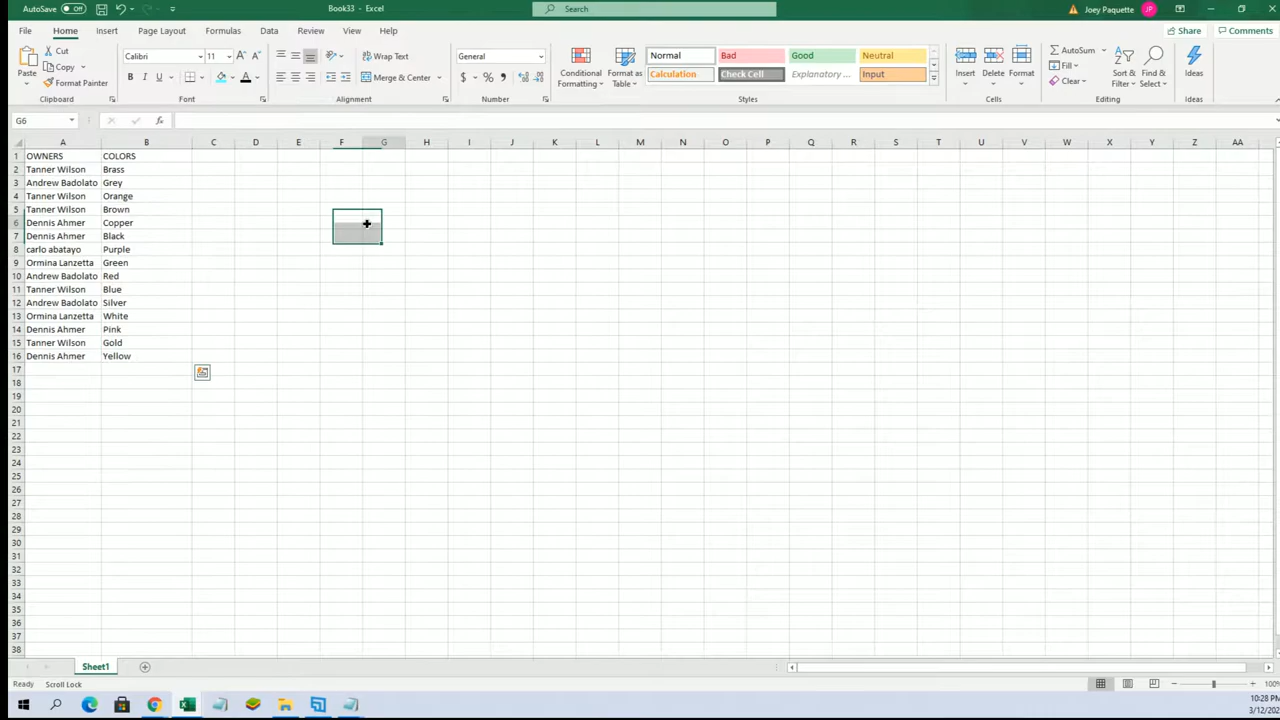 AutoSave Off Book33 - Excel Search Joey Paquette JP
File Home Insert Draw Page Layout Formulas Data Review View Help Share Comments
Cut
Copy
Format Painter
Paste
Clipboard
Calibri 11
B I U
Font
Wrap Text
Merge & Center
Alignment
General
$ % 9
Number
Conditional Formatting
Format as Table
Normal Bad Good Neutral
Calculation Check Cell Explanatory ... Input
Styles
Insert Delete Format
Cells
AutoSum
Fill
Clear
Sort & Filter
Find & Select
Editing
Ideas
Ideas
G6 fx
A B C D E F G H I J K L M N O P Q R S T U V W X Y Z AA
1 OWNERS COLORS
2 Tanner Wilson Brass
3 Andrew Badolato Grey
4 Tanner Wilson Orange
5 Tanner Wilson Brown
6 Dennis Ahmer Copper
7 Dennis Ahmer Black
8 carlo abatayo Purple
9 Ormina Lanzetta Green
10 Andrew Badolato Red
11 Tanner Wilson Blue
12 Andrew Badolato Silver
13 Ormina Lanzetta White
14 Dennis Ahmer Pink
15 Tanner Wilson Gold
16 Dennis Ahmer Yellow
17
18
19
20
21
22
23
24
25
26
27
28
29
30
31
32
33
34
35
36
37
38
Sheet1
Ready Scroll Lock 100%
10:28 PM
3/12/202